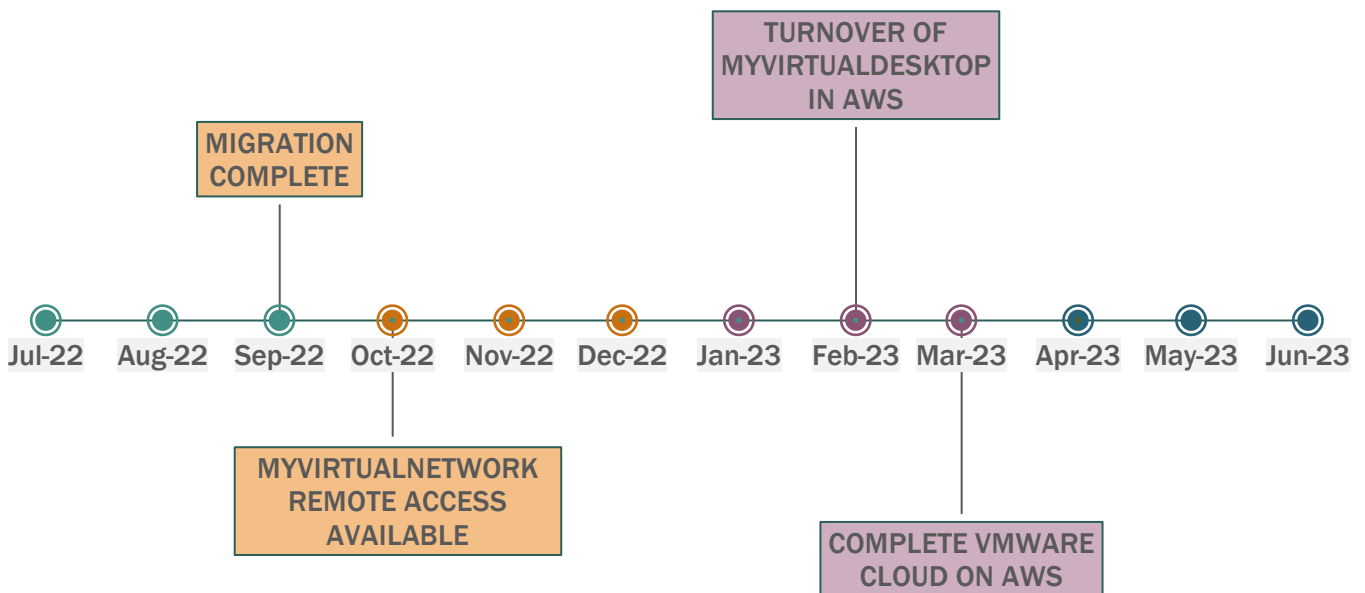 TURNOVER OF
MYVIRTUALDESKTOP
IN AWS
MIGRATION
COMPLETE
Jul-22 Aug-22 Sep-22 Oct-22 Nov-22 Dec-22 Jan-23 Feb-23 Mar-23 Apr-23 May-23 Jun-23
MYVIRTUALNETWORK
REMOTE ACCESS
AVAILABLE
COMPLETE VMWARE
CLOUD ON AWS